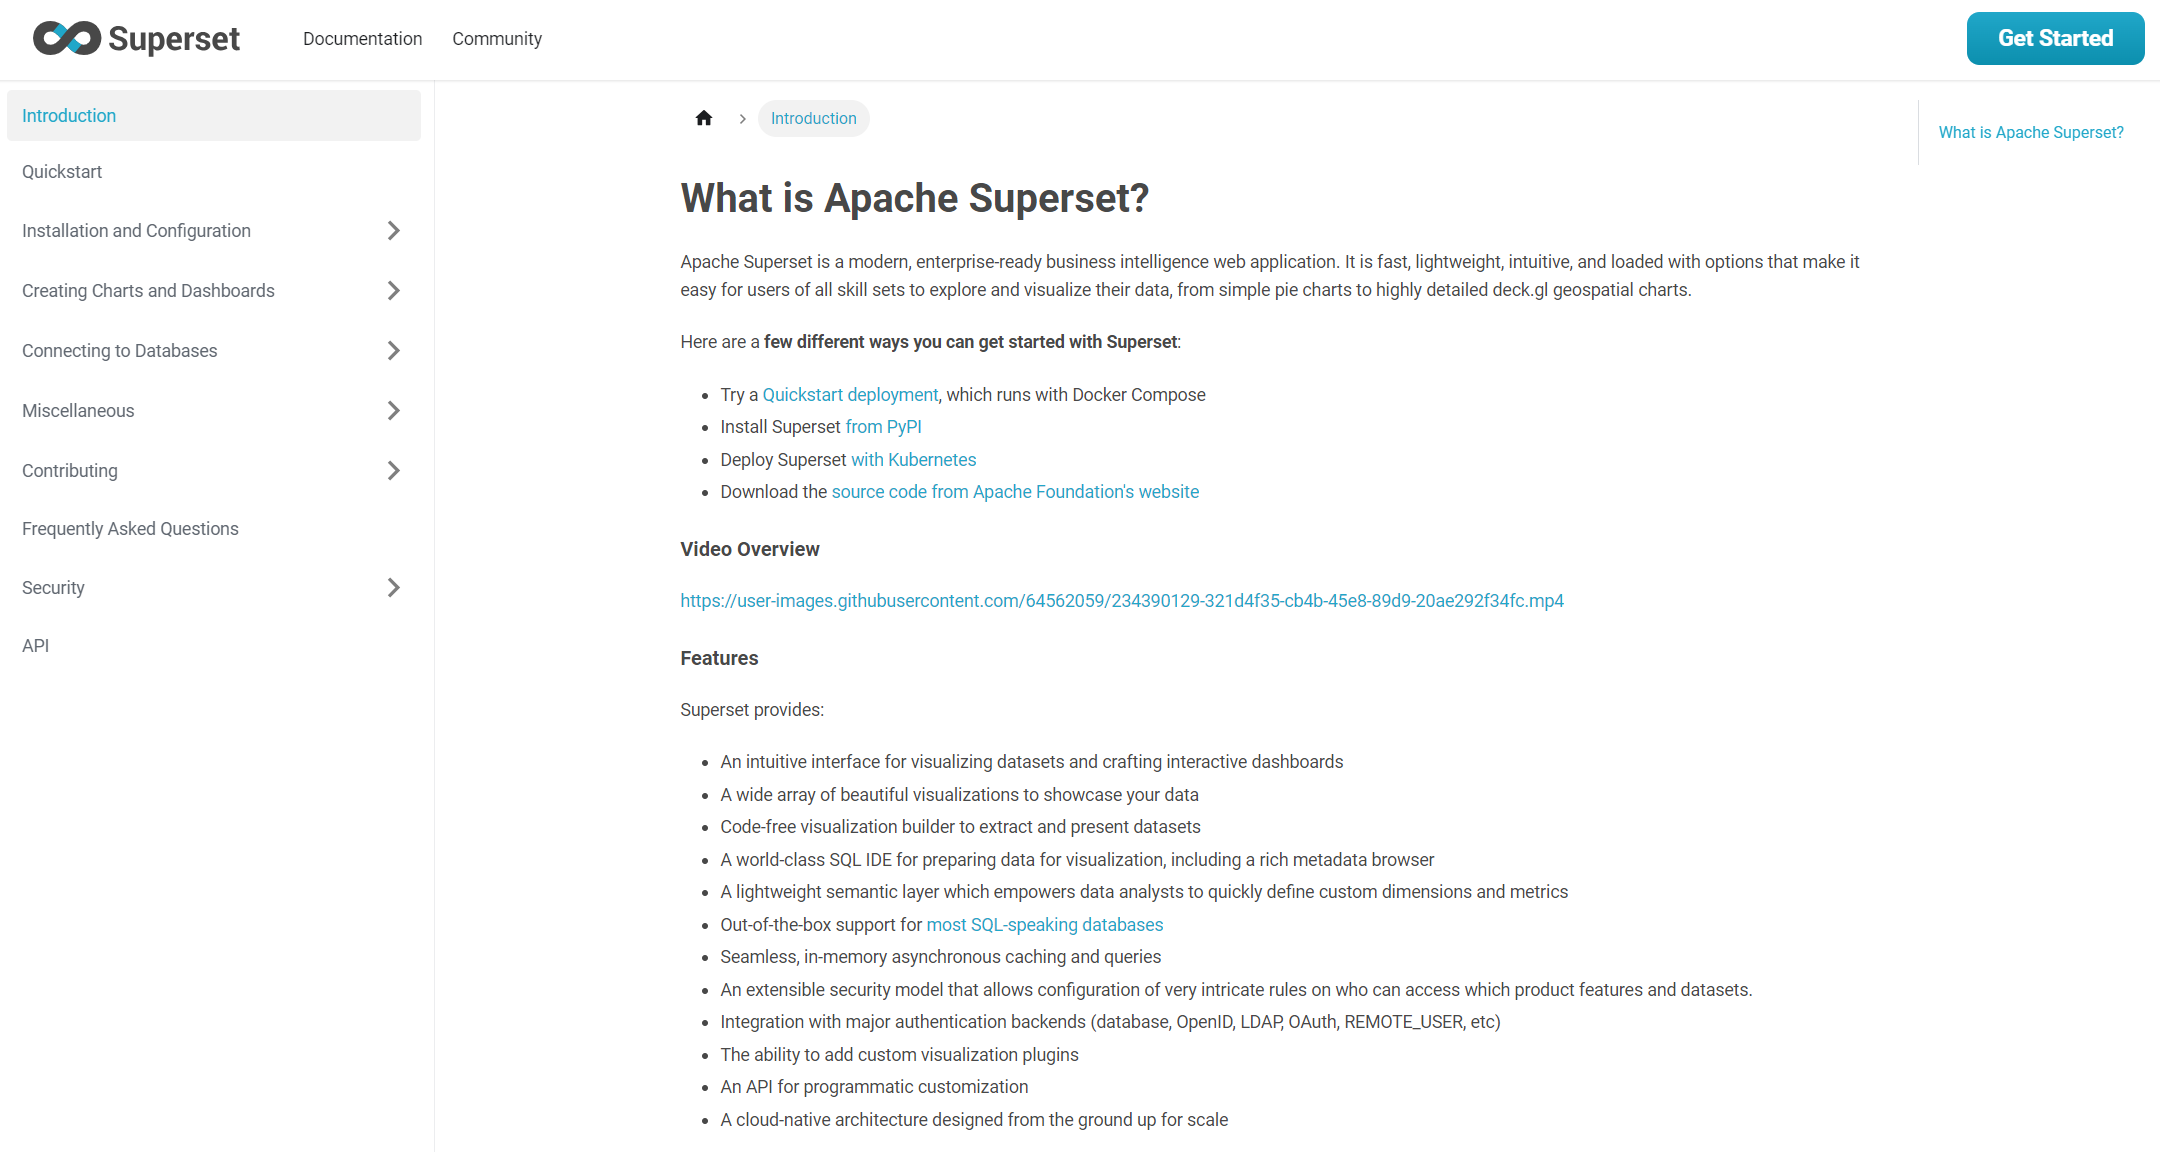 Superset
Documentation
Community
Get Started
Introduction
Quickstart
Installation and Configuration
Creating Charts and Dashboards
Connecting to Databases
Miscellaneous
Contributing
Frequently Asked Questions
Security
API
Introduction
What is Apache Superset?
Apache Superset is a modern, enterprise-ready business intelligence web application. It is fast, lightweight, intuitive, and loaded with options that make it
easy for users of all skill sets to explore and visualize their data, from simple pie charts to highly detailed deck.gl geospatial charts.
Here are a few different ways you can get started with Superset:
Try a Quickstart deployment, which runs with Docker Compose
Install Superset from PyPI
Deploy Superset with Kubernetes
Download the source code from Apache Foundation's website
Video Overview
https://user-images.githubusercontent.com/64562059/234390129-321d4f35-cb4b-45e8-89d9-20ae292f34fc.mp4
Features
Superset provides:
An intuitive interface for visualizing datasets and crafting interactive dashboards
A wide array of beautiful visualizations to showcase your data
Code-free visualization builder to extract and present datasets
A world-class SQL IDE for preparing data for visualization, including a rich metadata browser
A lightweight semantic layer which empowers data analysts to quickly define custom dimensions and metrics
Out-of-the-box support for most SQL-speaking databases
Seamless, in-memory asynchronous caching and queries
An extensible security model that allows configuration of very intricate rules on who can access which product features and datasets.
Integration with major authentication backends (database, OpenID, LDAP, OAuth, REMOTE_USER, etc)
The ability to add custom visualization plugins
An API for programmatic customization
A cloud-native architecture designed from the ground up for scale
What is Apache Superset?